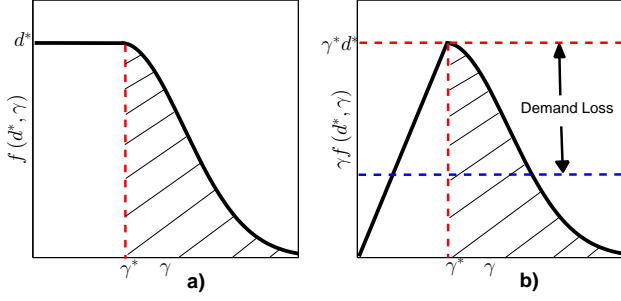 d*
f (d*, γ)
γ* γ
a)
γ*d*
γf (d*, γ)
Demand Loss
γ* γ
b)